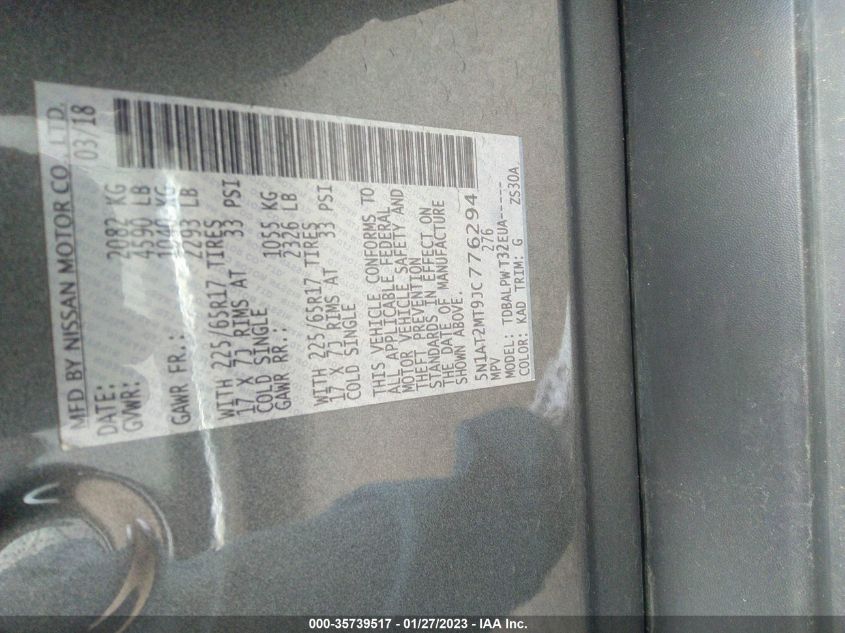 MFD BY NISSAN MOTOR CO., LTD.
DATE: 03/18
GVWR: 2082 KG
4590 LB
GAWR FR.: 1040 KG
2293 LB
WITH 225/65R17 TIRES
17 X 7J RIMS AT 33 PSI
COLD SINGLE
GAWR RR.: 1055 KG
2326 LB
WITH 225/65R17 TIRES
17 X 7J RIMS AT 33 PSI
COLD SINGLE
THIS VEHICLE CONFORMS TO
ALL APPLICABLE FEDERAL
MOTOR VEHICLE SAFETY AND
THEFT PREVENTION
STANDARDS IN EFFECT ON
THE DATE OF MANUFACTURE
SHOWN ABOVE.
5N1AT2MT9JC776294
MPV 276
MODEL: TDBALPWT32EUA-----
COLOR: KAD TRIM: G ZS30A
000-35739517 - 01/27/2023 - IAA Inc.